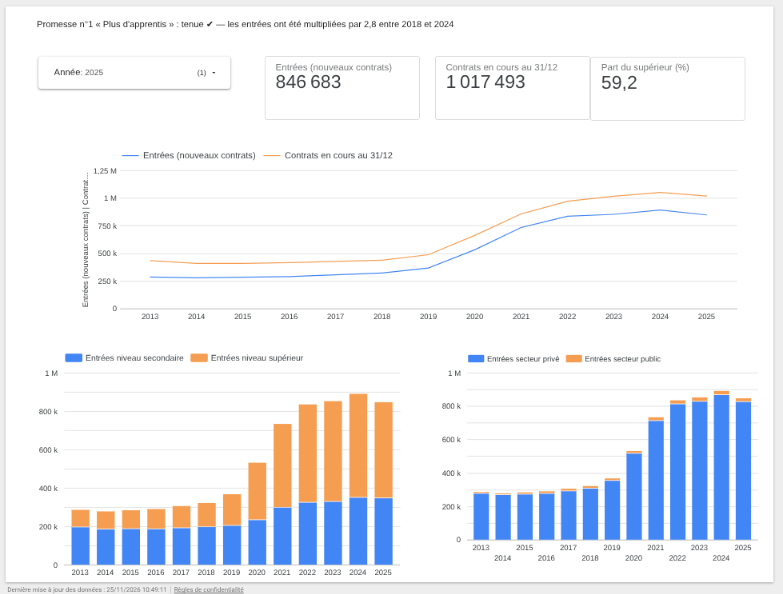 Promesse n°1 « Plus d'apprentis » : tenue ✔ — les entrées ont été multipliées par 2,8 entre 2018 et 2024
Année: 2025 (1)
Entrées (nouveaux contrats)
846 683
Contrats en cours au 31/12
1 017 493
Part du supérieur (%)
59,2
Entrées (nouveaux contrats) Contrats en cours au 31/12
Entrées (nouveaux contrats) | Contrat…
1,25 M
1 M
750 k
500 k
250 k
0
2013 2014 2015 2016 2017 2018 2019 2020 2021 2022 2023 2024 2025
Entrées niveau secondaire Entrées niveau supérieur
1 M
800 k
600 k
400 k
200 k
0
2013 2014 2015 2016 2017 2018 2019 2020 2021 2022 2023 2024 2025
Entrées secteur privé Entrées secteur public
1 M
800 k
600 k
400 k
200 k
0
2013 2015 2017 2019 2021 2023 2025
2014 2016 2018 2020 2022 2024
Dernière mise à jour des données : 25/11/2026 10:49:11 | Règles de confidentialité